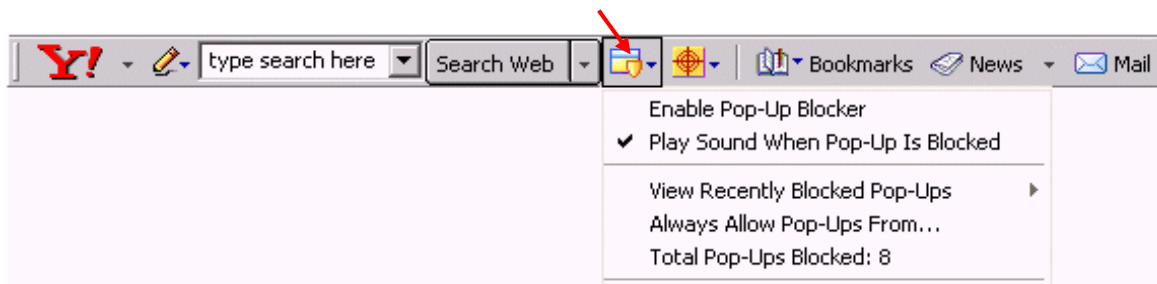 Y! type search here Search Web Bookmarks News Mail
Enable Pop-Up Blocker
Play Sound When Pop-Up Is Blocked
View Recently Blocked Pop-Ups
Always Allow Pop-Ups From...
Total Pop-Ups Blocked: 8